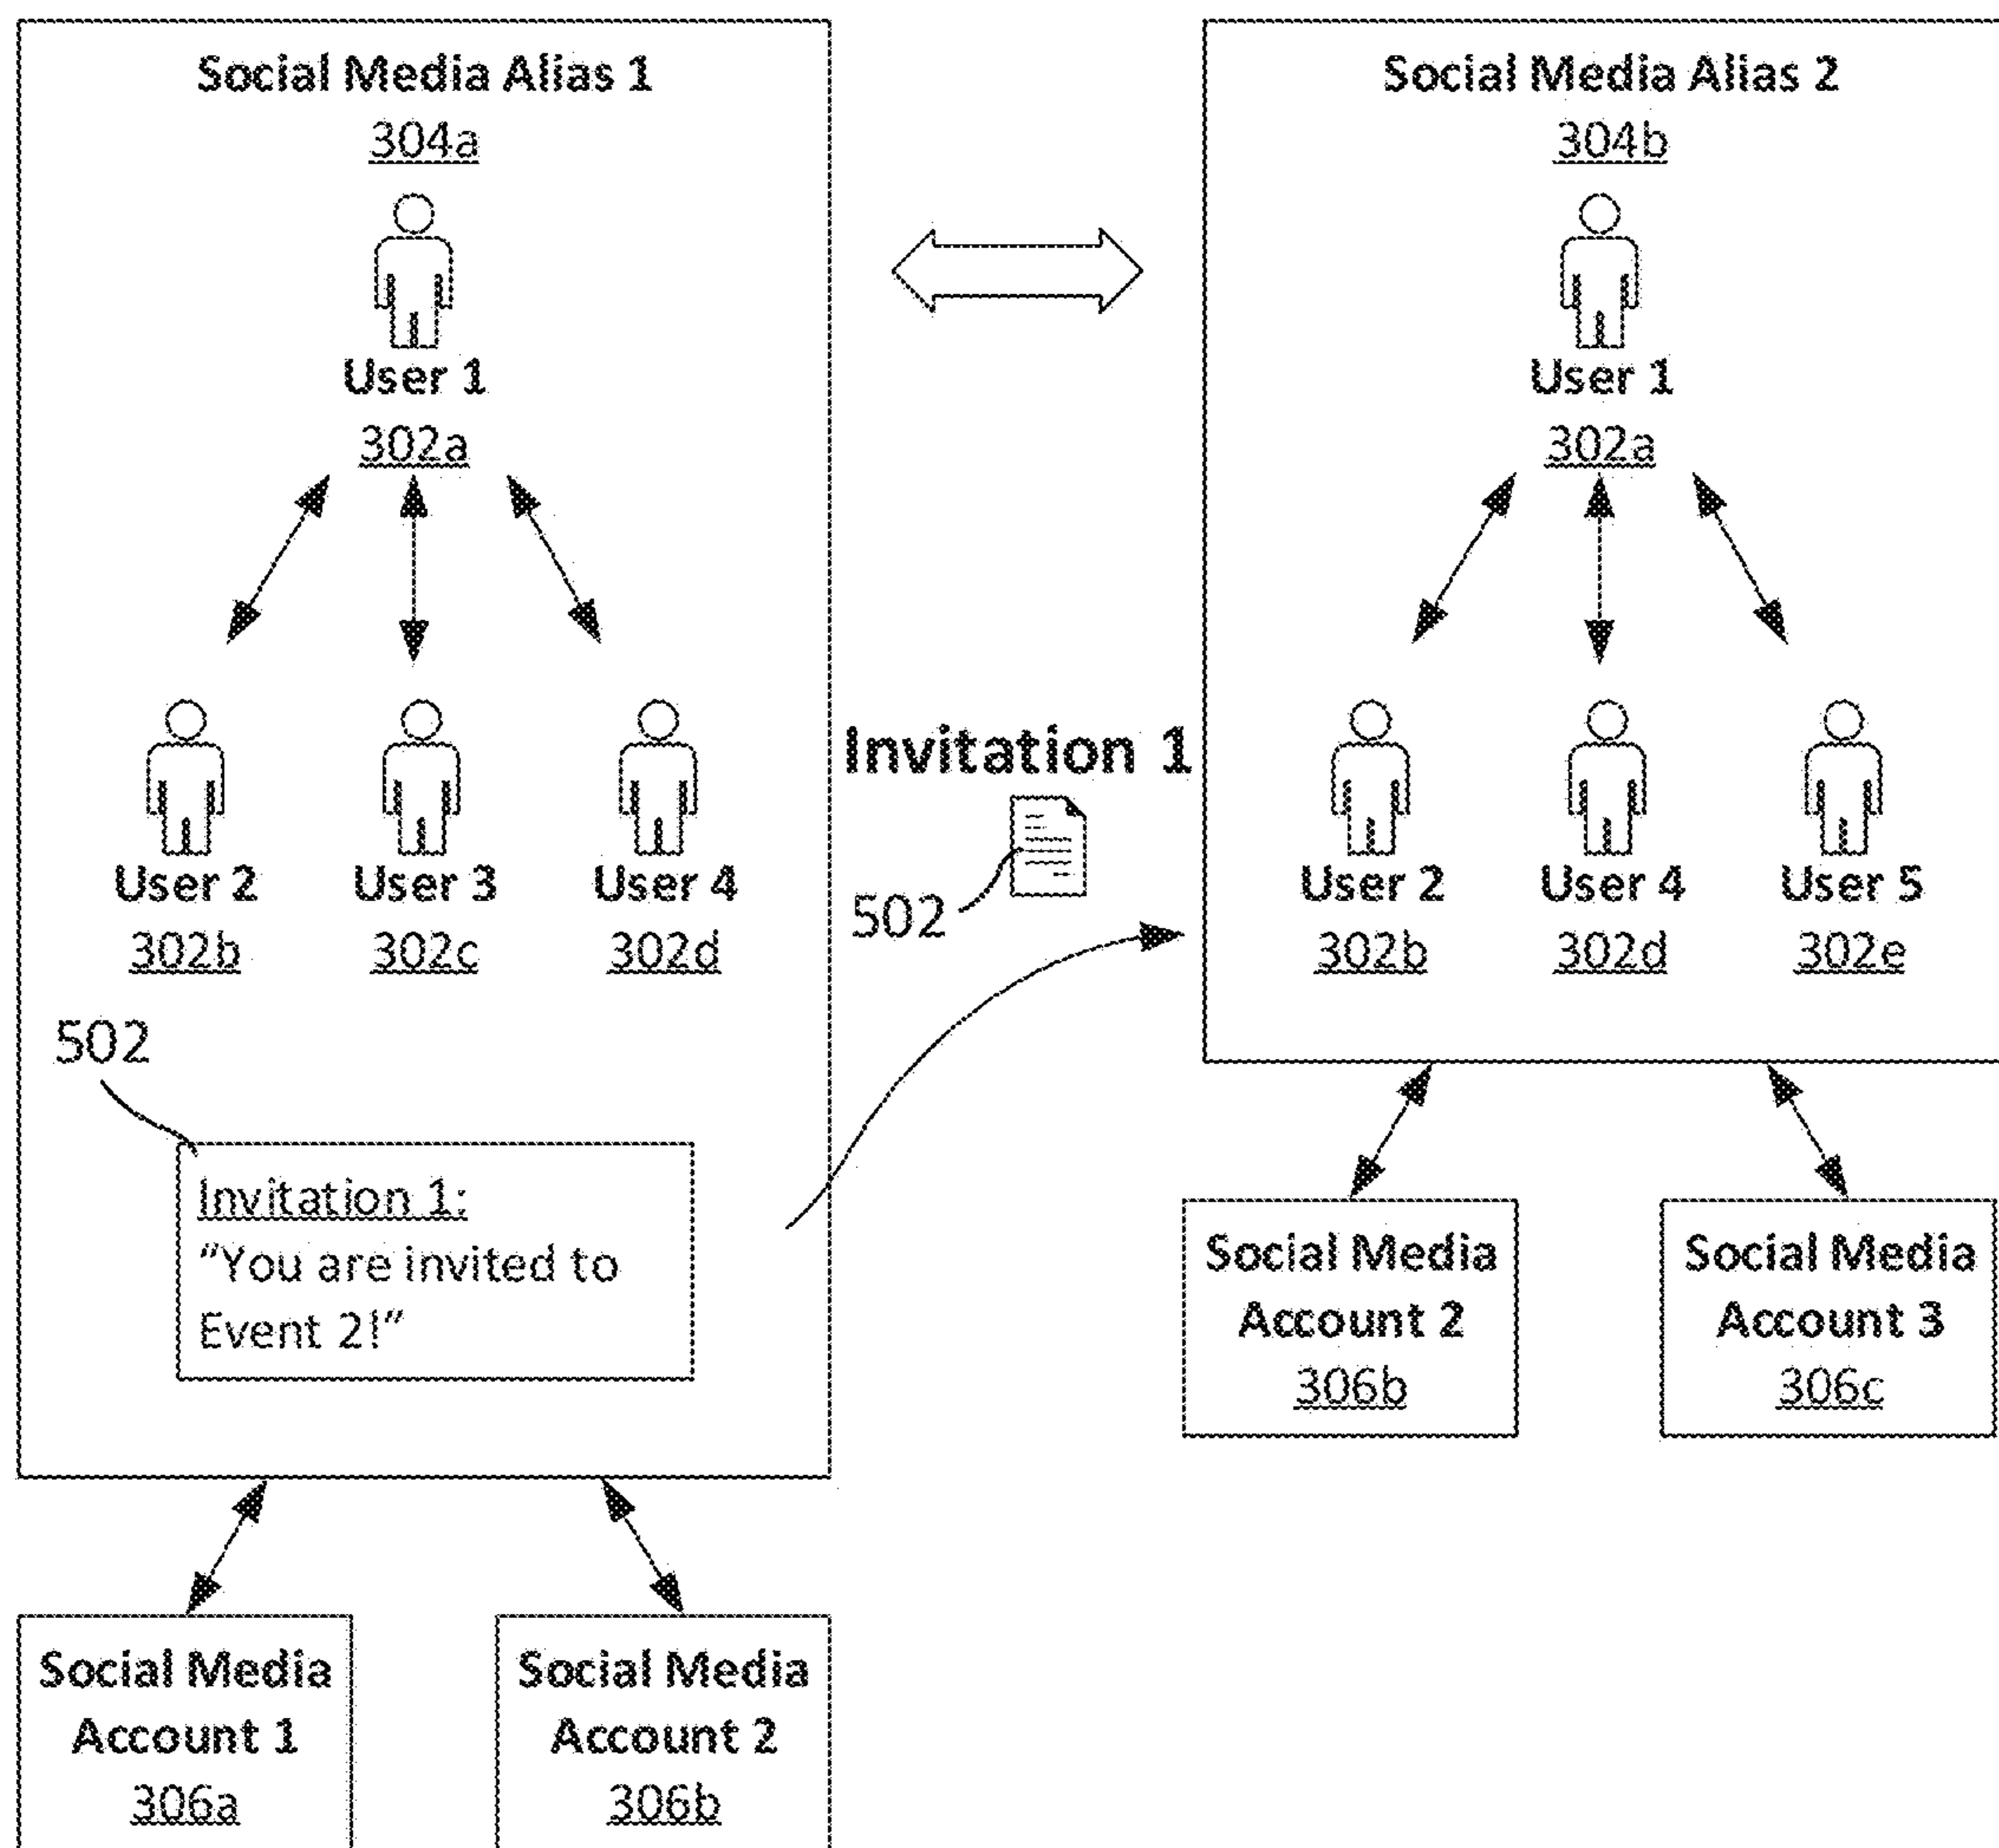 Social Media Alias 1
304a
User 1
302a
User 2
302b
User 3
302c
User 4
302d
502
Invitation 1:
"You are invited to
Event 2!"
Social Media
Account 1
306a
Social Media
Account 2
306b
Invitation 1
502
Social Media Alias 2
304b
User 1
302a
User 2
302b
User 4
302d
User 5
302e
Social Media
Account 2
306b
Social Media
Account 3
306c